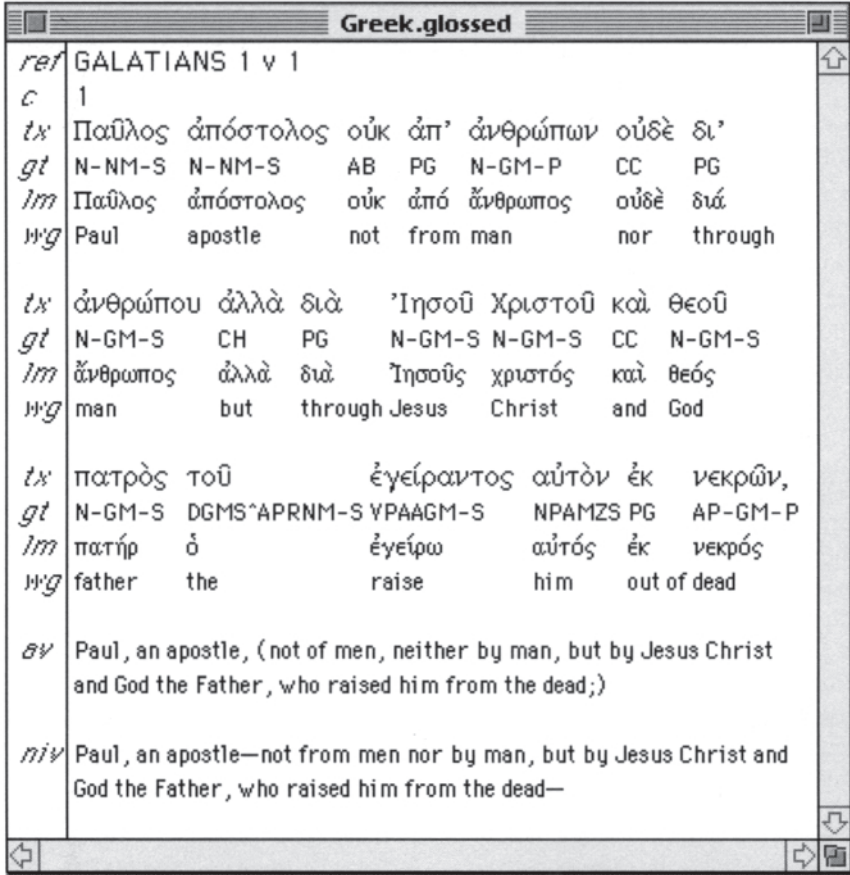 Greek.glossed
ref GALATIANS 1 v 1
c 1
tx Παῦλος ἀπόστολος οὐκ ἀπ' ἀνθρώπων οὐδὲ δι'
gt N-NM-S N-NM-S AB PG N-GM-P CC PG
lm Παῦλος ἀπόστολος οὐκ ἀπό ἄνθρωπος οὐδὲ διά
wg Paul apostle not from man nor through
tx ἀνθρώπου ἀλλὰ διὰ Ἰησοῦ Χριστοῦ καὶ θεοῦ
gt N-GM-S CH PG N-GM-S N-GM-S CC N-GM-S
lm ἄνθρωπος ἀλλὰ διὰ Ἰησοῦς χριστός καὶ θεός
wg man but through Jesus Christ and God
tx πατρὸς τοῦ ἐγείραντος αὐτὸν ἐκ νεκρῶν,
gt N-GM-S DGMS^APRNM-S VPAAGM-S NPAMZS PG AP-GM-P
lm πατήρ ὁ ἐγείρω αὐτός ἐκ νεκρός
wg father the raise him out of dead
av Paul, an apostle, (not of men, neither by man, but by Jesus Christ
and God the Father, who raised him from the dead;)
niv Paul, an apostle—not from men nor by man, but by Jesus Christ and
God the Father, who raised him from the dead—